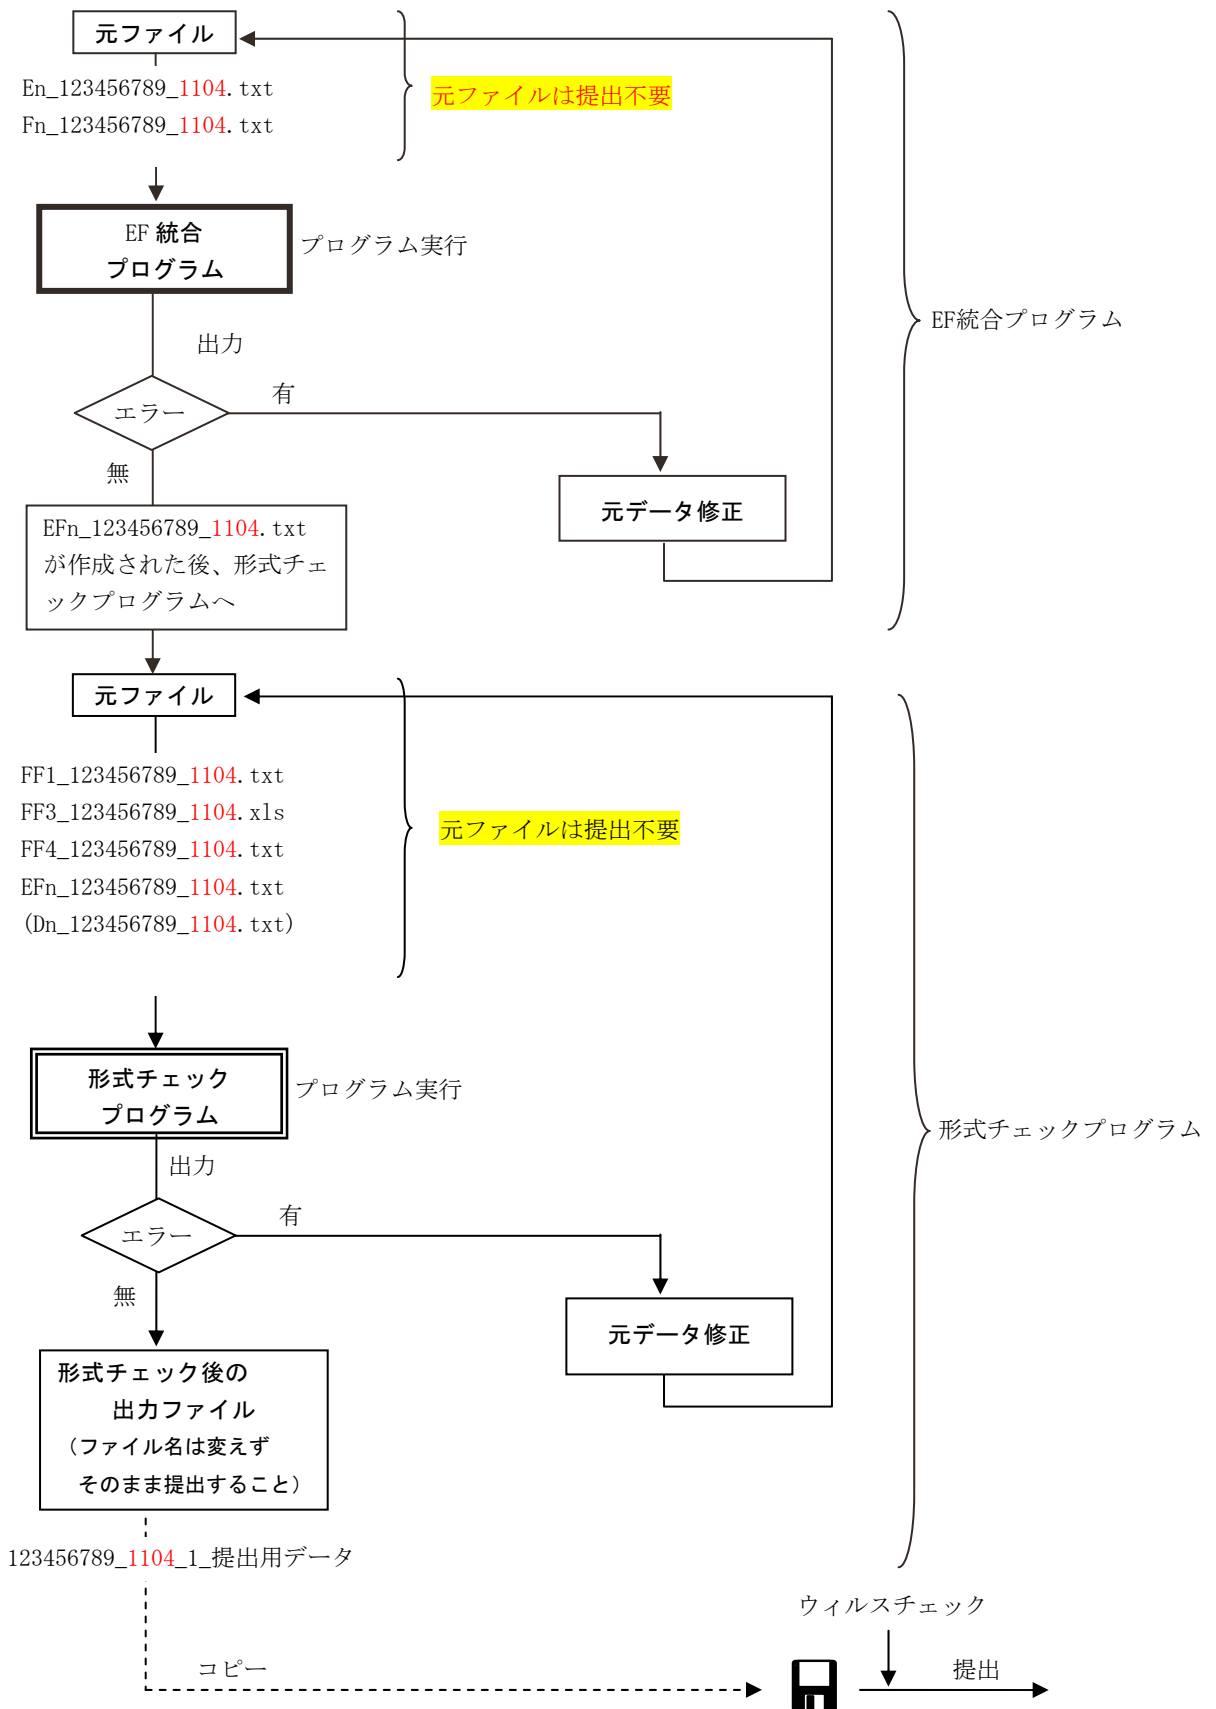 元ファイル
En_123456789_1104.txt
Fn_123456789_1104.txt
元ファイルは提出不要
EF 統合
プログラム
プログラム実行
EF統合プログラム
出力
エラー
有
無
元データ修正
EFn_123456789_1104.txt
が作成された後、形式チェ
ックプログラムへ
元ファイル
FF1_123456789_1104.txt
FF3_123456789_1104.xls
FF4_123456789_1104.txt
EFn_123456789_1104.txt
(Dn_123456789_1104.txt)
元ファイルは提出不要
形式チェック
プログラム
プログラム実行
形式チェックプログラム
出力
エラー
有
無
元データ修正
形式チェック後の
出力ファイル
（ファイル名は変えず
そのまま提出すること）
123456789_1104_1_提出用データ
ウィルスチェック
コピー
提出